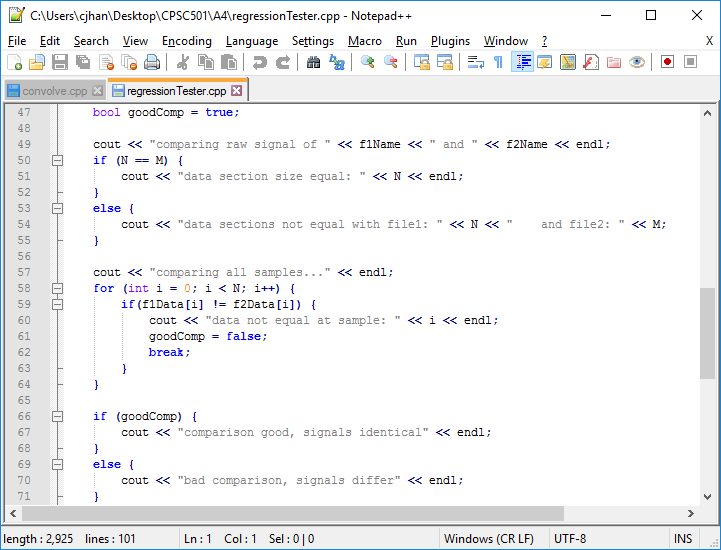 C:\Users\cjhan\Desktop\CPSC501\A4\regressionTester.cpp - Notepad++
File Edit Search View Encoding Language Settings Macro Run Plugins Window ? X
convolve.cpp regressionTester.cpp
47 bool goodComp = true;
48
49 cout << "comparing raw signal of " << f1Name << " and " << f2Name << endl;
50 if (N == M) {
51 cout << "data section size equal: " << N << endl;
52 }
53 else {
54 cout << "data sections not equal with file1: " << N << "    and file2: " << M;
55 }
56
57 cout << "comparing all samples..." << endl;
58 for (int i = 0; i < N; i++) {
59 if(f1Data[i] != f2Data[i]) {
60 cout << "data not equal at sample: " << i << endl;
61 goodComp = false;
62 break;
63 }
64 }
65
66 if (goodComp) {
67 cout << "comparison good, signals identical" << endl;
68 }
69 else {
70 cout << "bad comparison, signals differ" << endl;
71 }
length : 2,925 lines : 101 Ln : 1 Col : 1 Sel : 0 | 0 Windows (CR LF) UTF-8 INS